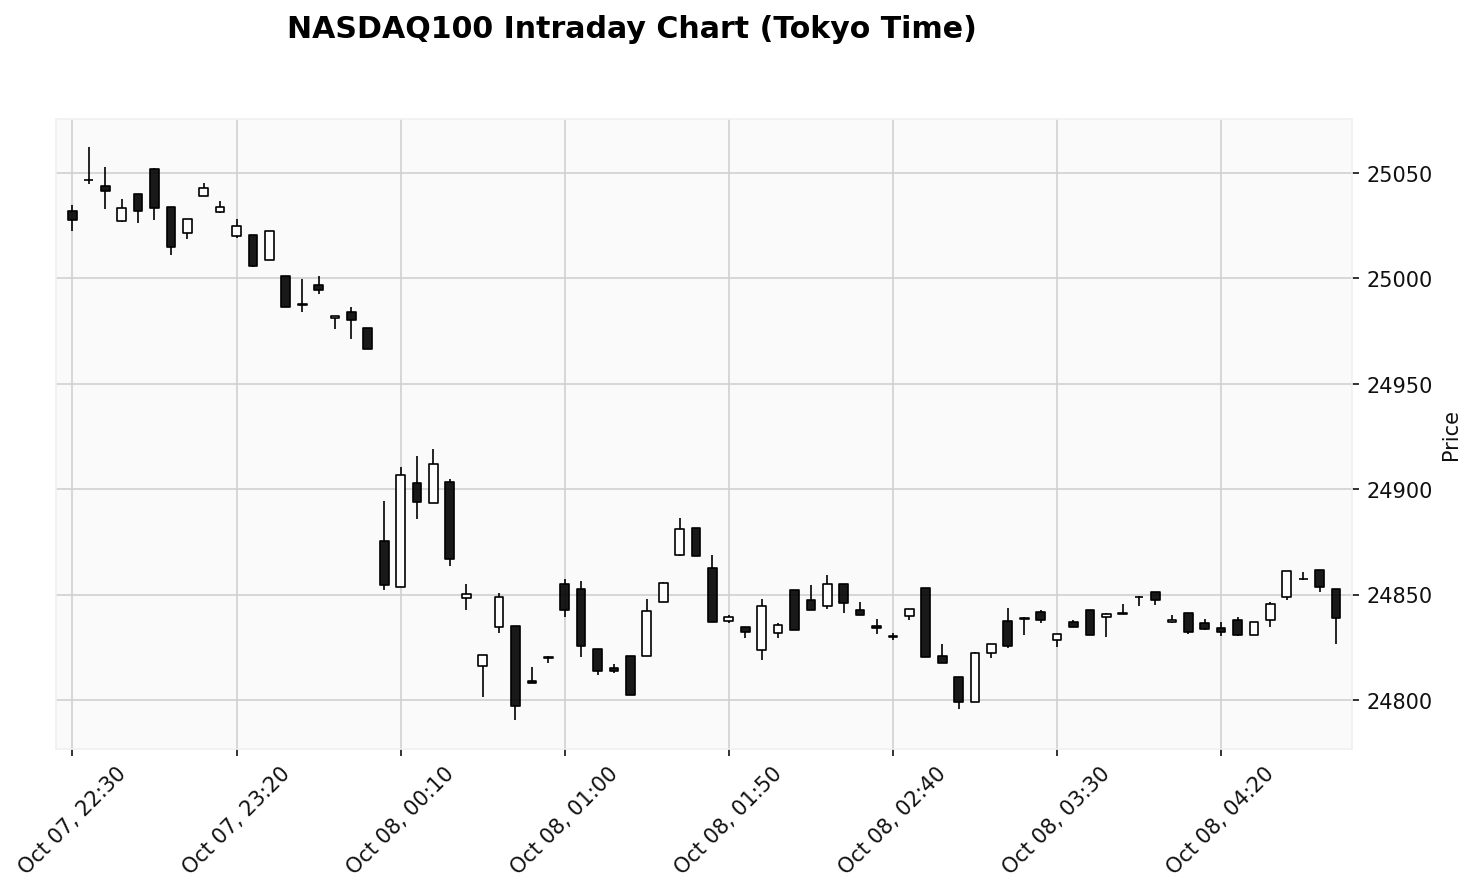 NASDAQ100 Intraday Chart (Tokyo Time)
25050
25000
24950
24900
24850
24800
Price
Oct 07, 22:30
Oct 07, 23:20
Oct 08, 00:10
Oct 08, 01:00
Oct 08, 01:50
Oct 08, 02:40
Oct 08, 03:30
Oct 08, 04:20